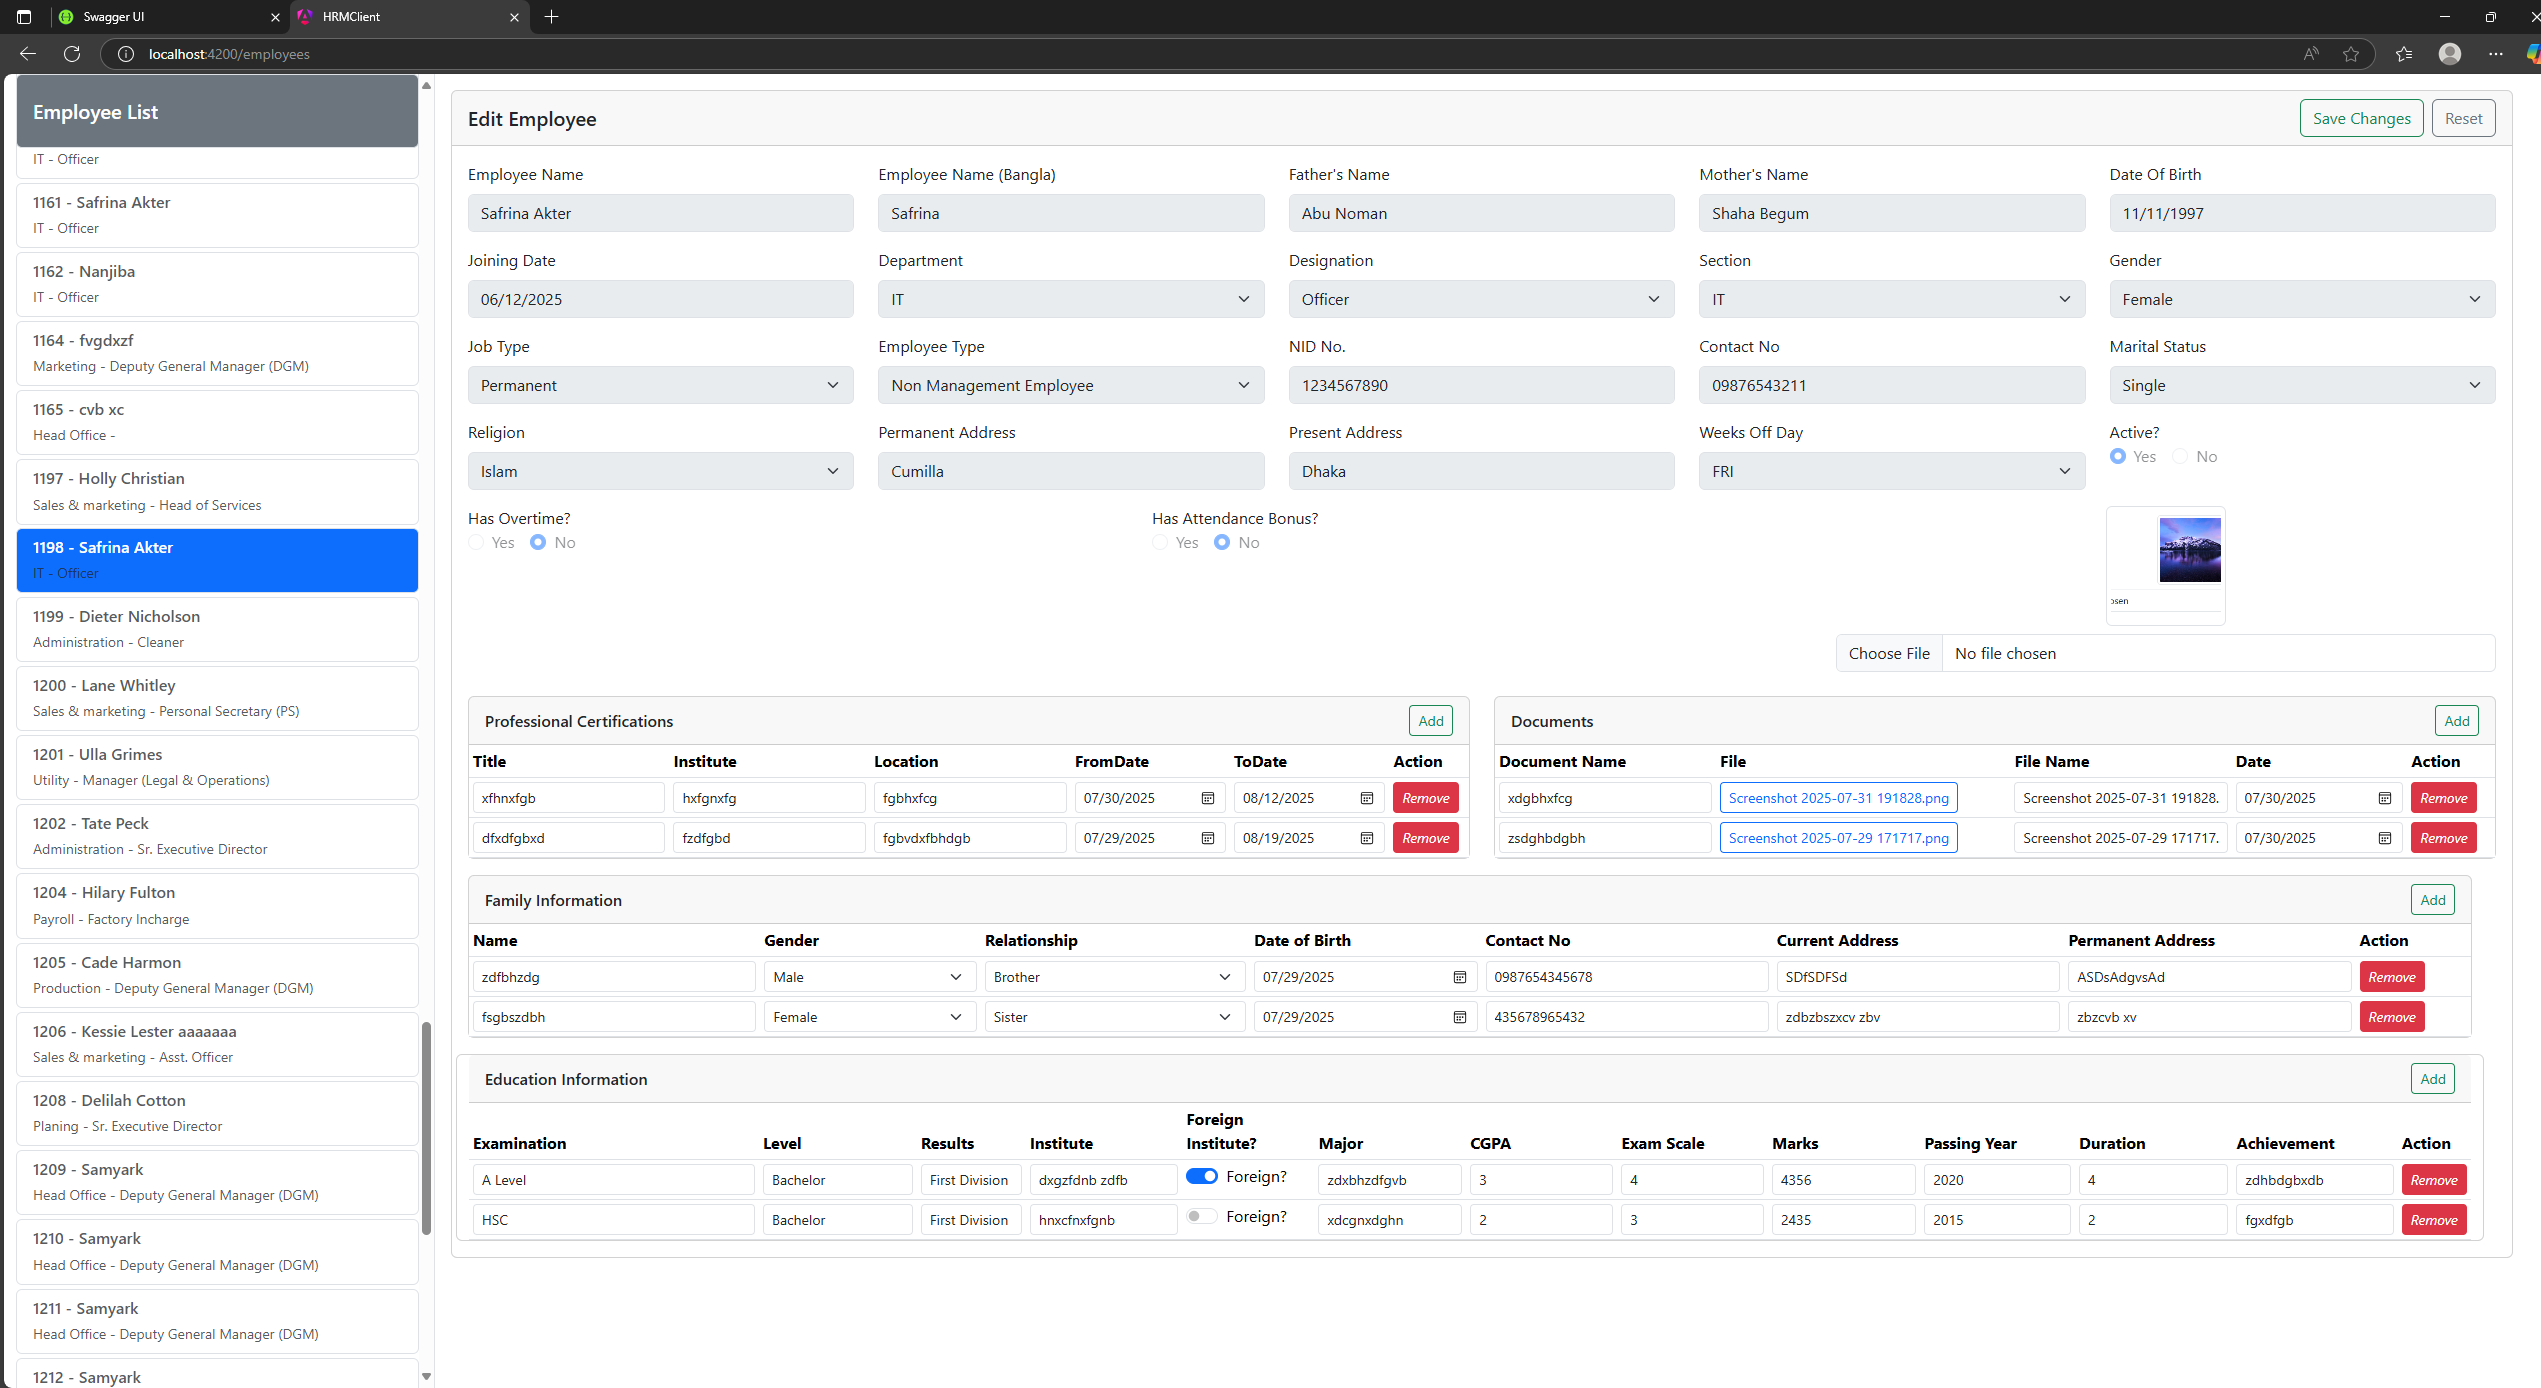 Swagger UI
HRMClient
localhost:4200/employees
Employee List
IT - Officer
1161 - Safrina Akter
IT - Officer
1162 - Nanjiba
IT - Officer
1164 - fvgdxzf
Marketing - Deputy General Manager (DGM)
1165 - cvb xc
Head Office -
1197 - Holly Christian
Sales & marketing - Head of Services
1198 - Safrina Akter
IT - Officer
1199 - Dieter Nicholson
Administration - Cleaner
1200 - Lane Whitley
Sales & marketing - Personal Secretary (PS)
1201 - Ulla Grimes
Utility - Manager (Legal & Operations)
1202 - Tate Peck
Administration - Sr. Executive Director
1204 - Hilary Fulton
Payroll - Factory Incharge
1205 - Cade Harmon
Production - Deputy General Manager (DGM)
1206 - Kessie Lester aaaaaaa
Sales & marketing - Asst. Officer
1208 - Delilah Cotton
Planing - Sr. Executive Director
1209 - Samyark
Head Office - Deputy General Manager (DGM)
1210 - Samyark
Head Office - Deputy General Manager (DGM)
1211 - Samyark
Head Office - Deputy General Manager (DGM)
1212 - Samyark
Edit Employee Save Changes Reset
Employee Name Employee Name (Bangla) Father's Name Mother's Name Date Of Birth
Safrina Akter Safrina Abu Noman Shaha Begum 11/11/1997
Joining Date Department Designation Section Gender
06/12/2025 IT Officer IT Female
Job Type Employee Type NID No. Contact No Marital Status
Permanent Non Management Employee 1234567890 09876543211 Single
Religion Permanent Address Present Address Weeks Off Day Active?
Islam Cumilla Dhaka FRI Yes No
Has Overtime? Has Attendance Bonus?
Yes No Yes No
osen
Choose File No file chosen
Professional Certifications Add
Title Institute Location FromDate ToDate Action
xfhnxfgb hxfgnxfg fgbhxfcg 07/30/2025 08/12/2025 Remove
dfxdfgbxd fzdfgbd fgbvdxfbhdgb 07/29/2025 08/19/2025 Remove
Documents Add
Document Name File File Name Date Action
xdgbhxfcg Screenshot 2025-07-31 191828.png Screenshot 2025-07-31 191828. 07/30/2025 Remove
zsdghbdgbh Screenshot 2025-07-29 171717.png Screenshot 2025-07-29 171717. 07/30/2025 Remove
Family Information Add
Name Gender Relationship Date of Birth Contact No Current Address Permanent Address Action
zdfbhzdg Male Brother 07/29/2025 0987654345678 SDfSDFSd ASDsAdgvsAd Remove
fsgbszdbh Female Sister 07/29/2025 435678965432 zdbzbszxcv zbv zbzcvb xv Remove
Education Information Add
Examination Level Results Institute Foreign Institute? Major CGPA Exam Scale Marks Passing Year Duration Achievement Action
A Level Bachelor First Division dxgzfdnb zdfb Foreign? zdxbhzdfgvb 3 4 4356 2020 4 zdhbdgbxdb Remove
HSC Bachelor First Division hnxcfnxfgnb Foreign? xdcgnxdghn 2 3 2435 2015 2 fgxdfgb Remove